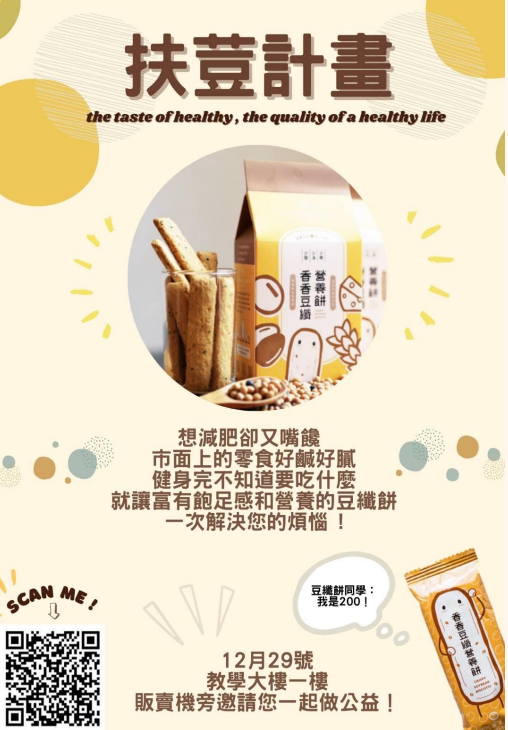 扶荳計畫
the taste of healthy , the quality of a healthy life
營養餅
香香豆纖
想減肥卻又嘴饞
市面上的零食好鹹好膩
健身完不知道要吃什麼
就讓富有飽足感和營養的豆纖餅
一次解決您的煩惱！
SCAN ME !
豆纖餅同學：
我是200！
香香豆纖營養餅
12月29號
教學大樓一樓
販賣機旁邀請您一起做公益！